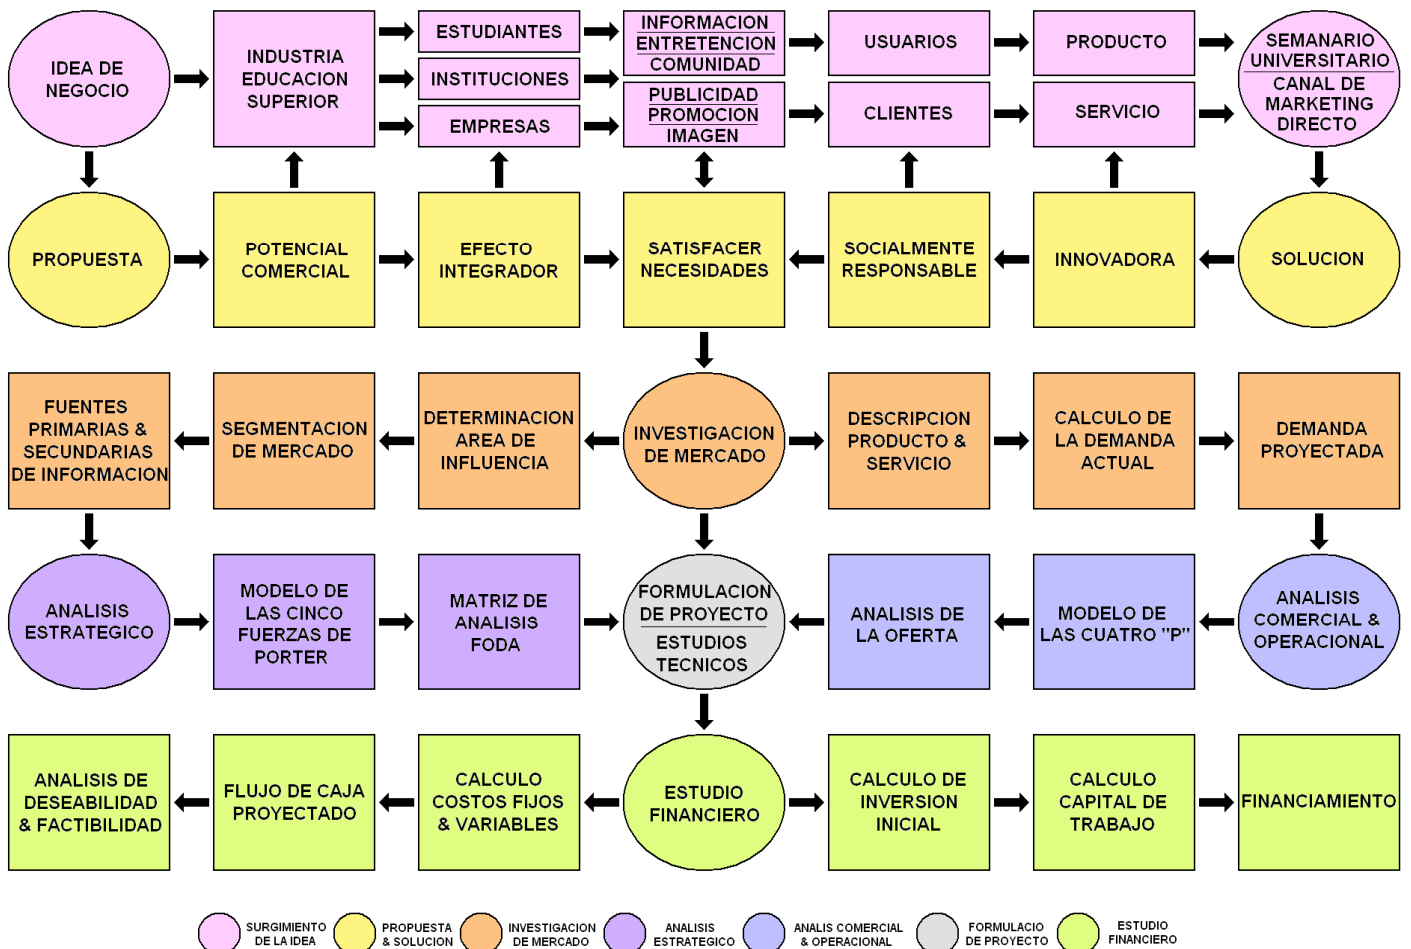 IDEA DE
NEGOCIO
INDUSTRIA
EDUCACION
SUPERIOR
ESTUDIANTES
INSTITUCIONES
EMPRESAS
INFORMACION
ENTRETENCION
COMUNIDAD
PUBLICIDAD
PROMOCION
IMAGEN
USUARIOS
CLIENTES
PRODUCTO
SERVICIO
SEMANARIO
UNIVERSITARIO
CANAL DE
MARKETING
DIRECTO
PROPUESTA
POTENCIAL
COMERCIAL
EFECTO
INTEGRADOR
SATISFACER
NECESIDADES
SOCIALMENTE
RESPONSABLE
INNOVADORA
SOLUCION
FUENTES
PRIMARIAS &
SECUNDARIAS
DE INFORMACION
SEGMENTACION
DE MERCADO
DETERMINACION
AREA DE
INFLUENCIA
INVESTIGACION
DE MERCADO
DESCRIPCION
PRODUCTO &
SERVICIO
CALCULO DE
LA DEMANDA
ACTUAL
DEMANDA
PROYECTADA
ANALISIS
ESTRATEGICO
MODELO DE
LAS CINCO
FUERZAS DE
PORTER
MATRIZ DE
ANALISIS
FODA
FORMULACION
DE PROYECTO
ESTUDIOS
TECNICOS
ANALISIS DE
LA OFERTA
MODELO DE
LAS CUATRO "P"
ANALISIS
COMERCIAL &
OPERACIONAL
ANALISIS DE
DESEABILIDAD
& FACTIBILIDAD
FLUJO DE CAJA
PROYECTADO
CALCULO
COSTOS FIJOS
& VARIABLES
ESTUDIO
FINANCIERO
CALCULO DE
INVERSION
INICIAL
CALCULO
CAPITAL DE
TRABAJO
FINANCIAMIENTO
SURGIMIENTO
DE LA IDEA
PROPUESTA
& SOLUCION
INVESTIGACION
DE MERCADO
ANALISIS
ESTRATEGICO
ANALIS COMERCIAL
& OPERACIONAL
FORMULACIO
DE PROYECTO
ESTUDIO
FINANCIERO